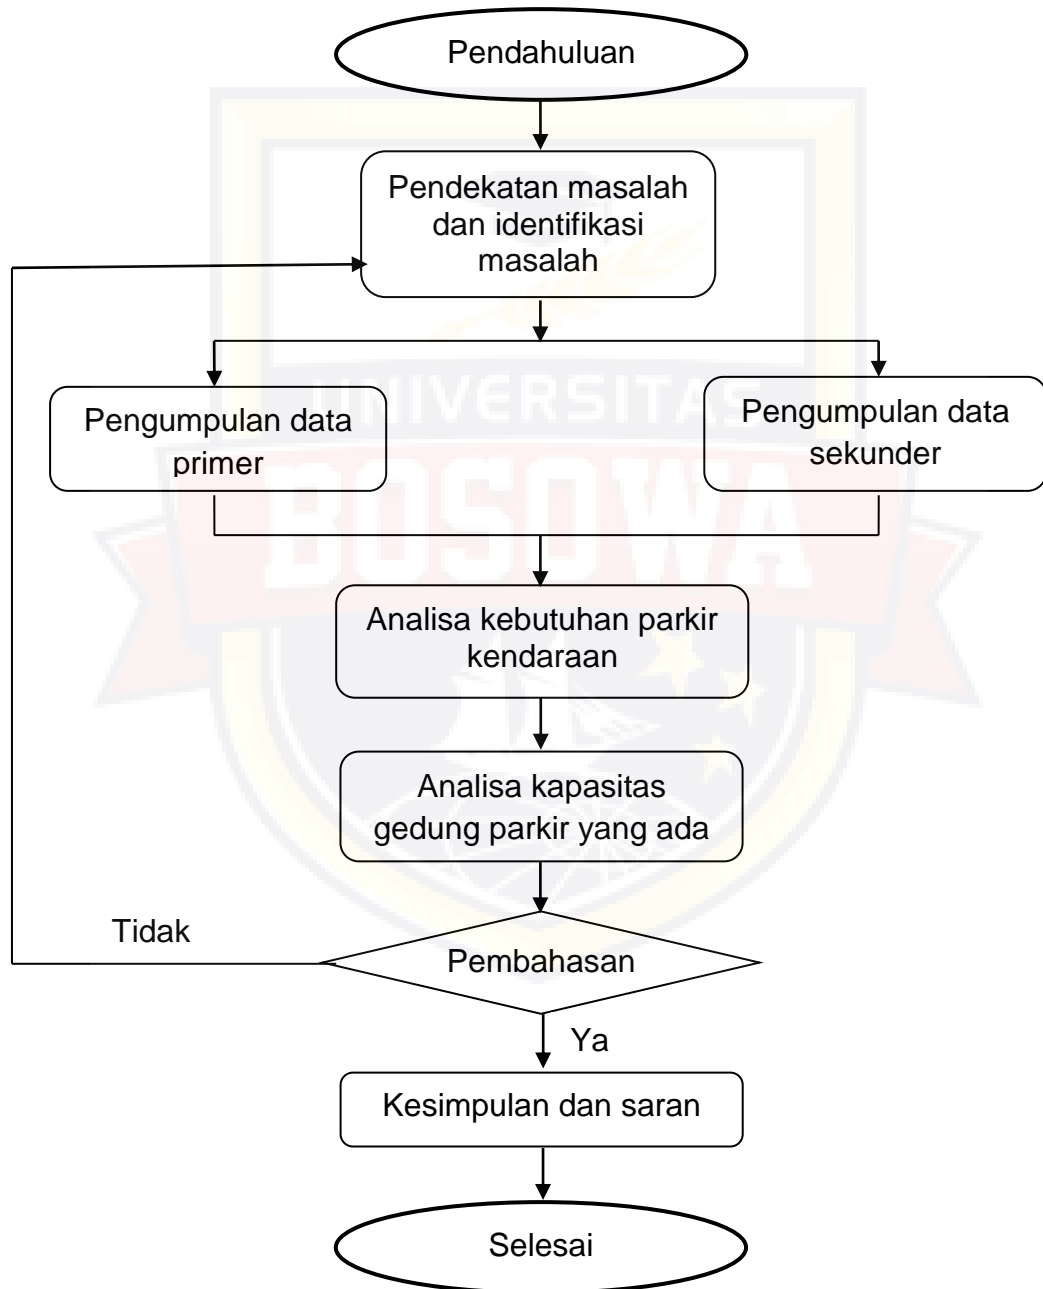 Pendahuluan
Pendekatan masalah
dan identifikasi
masalah
UNIVERSITAS
Pengumpulan data
primer
Pengumpulan data
sekunder
BOSOWA
Analisa kebutuhan parkir
kendaraan
Analisa kapasitas
gedung parkir yang ada
Tidak
Pembahasan
Ya
Kesimpulan dan saran
Selesai